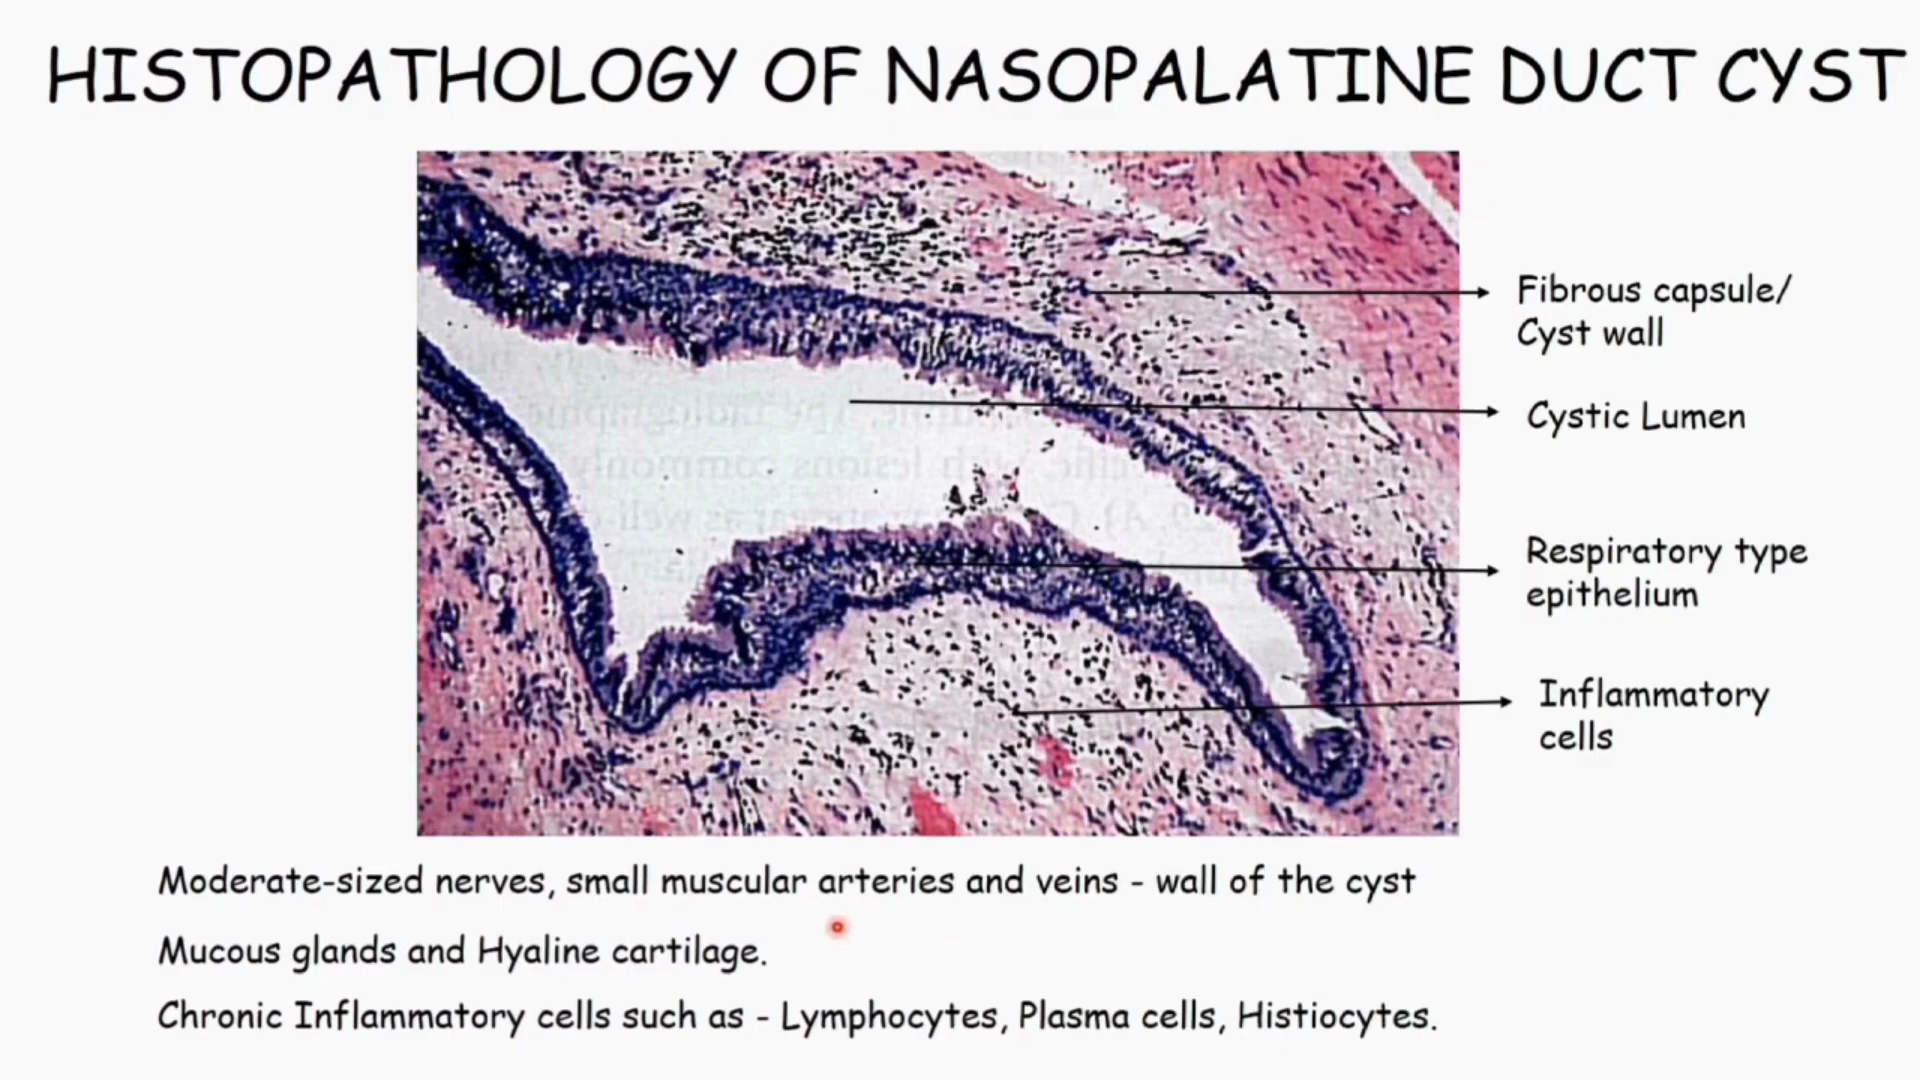 HISTOPATHOLOGY OF NASOPALATINE DUCT CYST
Fibrous capsule/
Cyst wall
Cystic Lumen
Respiratory type
epithelium
Inflammatory
cells
Moderate-sized nerves, small muscular arteries and veins - wall of the cyst
Mucous glands and Hyaline cartilage.
Chronic Inflammatory cells such as - Lymphocytes, Plasma cells, Histiocytes.